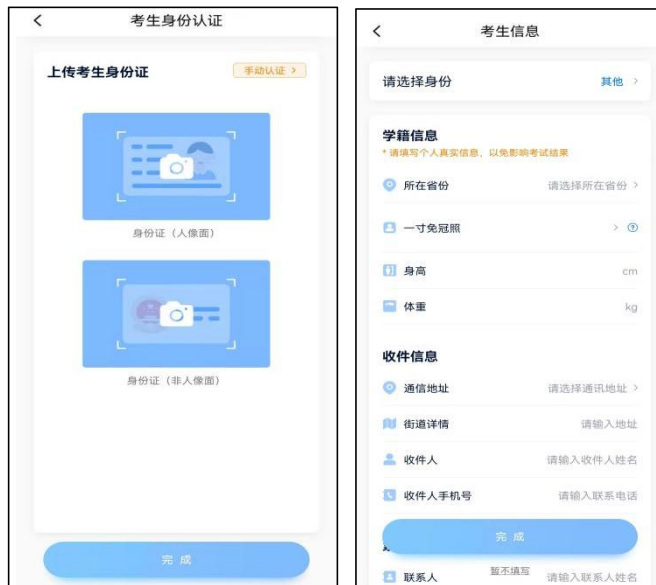 考生身份认证
上传考生身份证
手动认证 >
身份证（人像面）
身份证（非人像面）
完成
考生信息
请选择身份 其他 >
学籍信息
* 请填写个人真实信息，以免影响考试结果
所在省份 请选择所在省份 >
一寸免冠照 > ?
身高 cm
体重 kg
收件信息
通信地址 请选择通讯地址 >
街道详情 请输入地址
收件人 请输入收件人姓名
收件人手机号 请输入联系电话
完成
暂不填写
联系人 请输入联系人姓名